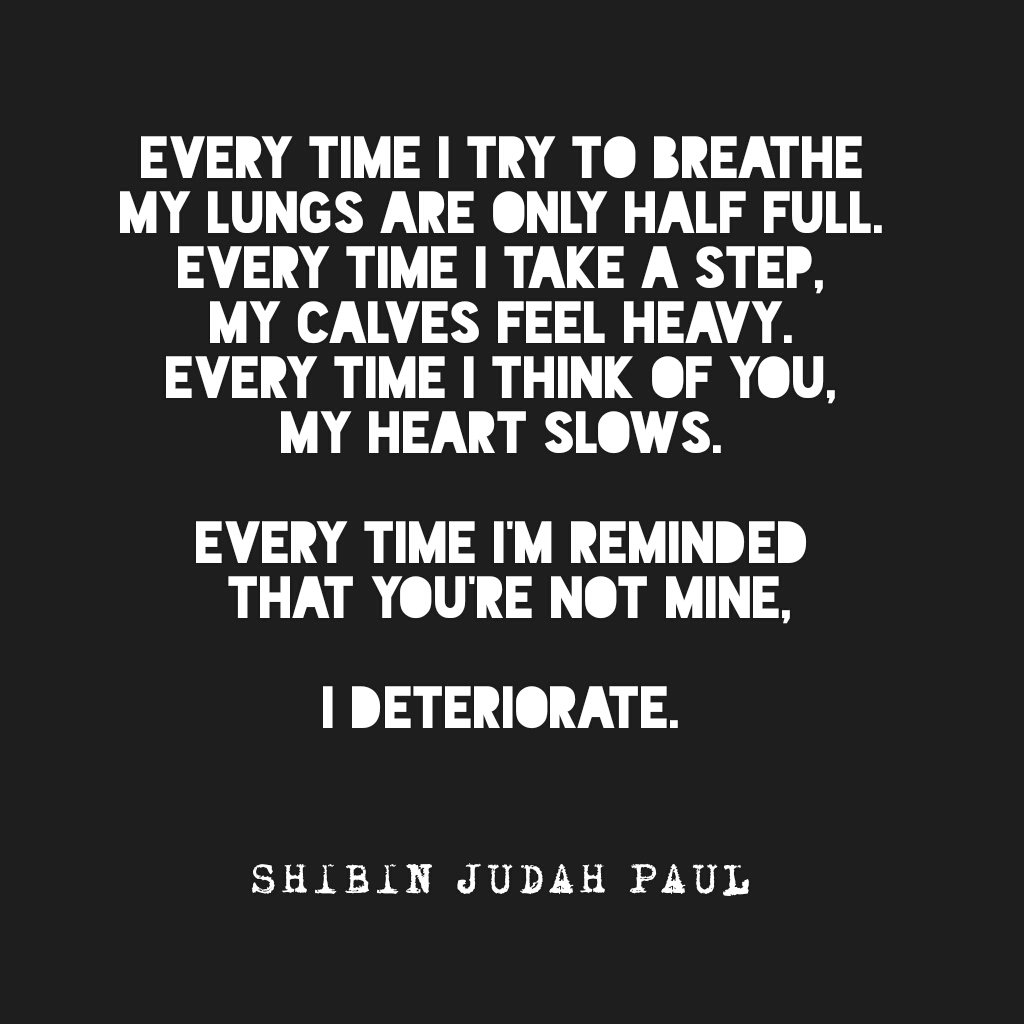 EVERY TIME I TRY TO BREATHE
MY LUNGS ARE ONLY HALF FULL.
EVERY TIME I TAKE A STEP,
MY CALVES FEEL HEAVY.
EVERY TIME I THINK OF YOU,
MY HEART SLOWS.
EVERY TIME I'M REMINDED
THAT YOU'RE NOT MINE,
I DETERIORATE.
SHIBIN JUDAH PAUL